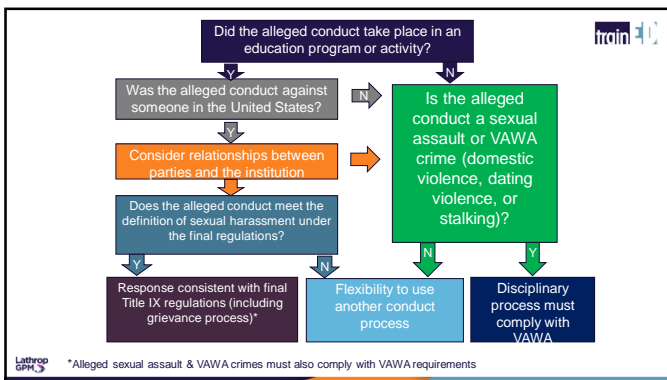 Did the alleged conduct take place in an
education program or activity?
train ED
Y
N
Was the alleged conduct against
someone in the United States?
N
Is the alleged
conduct a sexual
assault or VAWA
crime (domestic
violence, dating
violence, or
stalking)?
Y
Consider relationships between
parties and the institution
Does the alleged conduct meet the
definition of sexual harassment under
the final regulations?
Y
N
N
Y
Response consistent with final
Title IX regulations (including
grievance process)*
Flexibility to use
another conduct
process
Disciplinary
process must
comply with
VAWA
Lathrop
GPM
*Alleged sexual assault & VAWA crimes must also comply with VAWA requirements